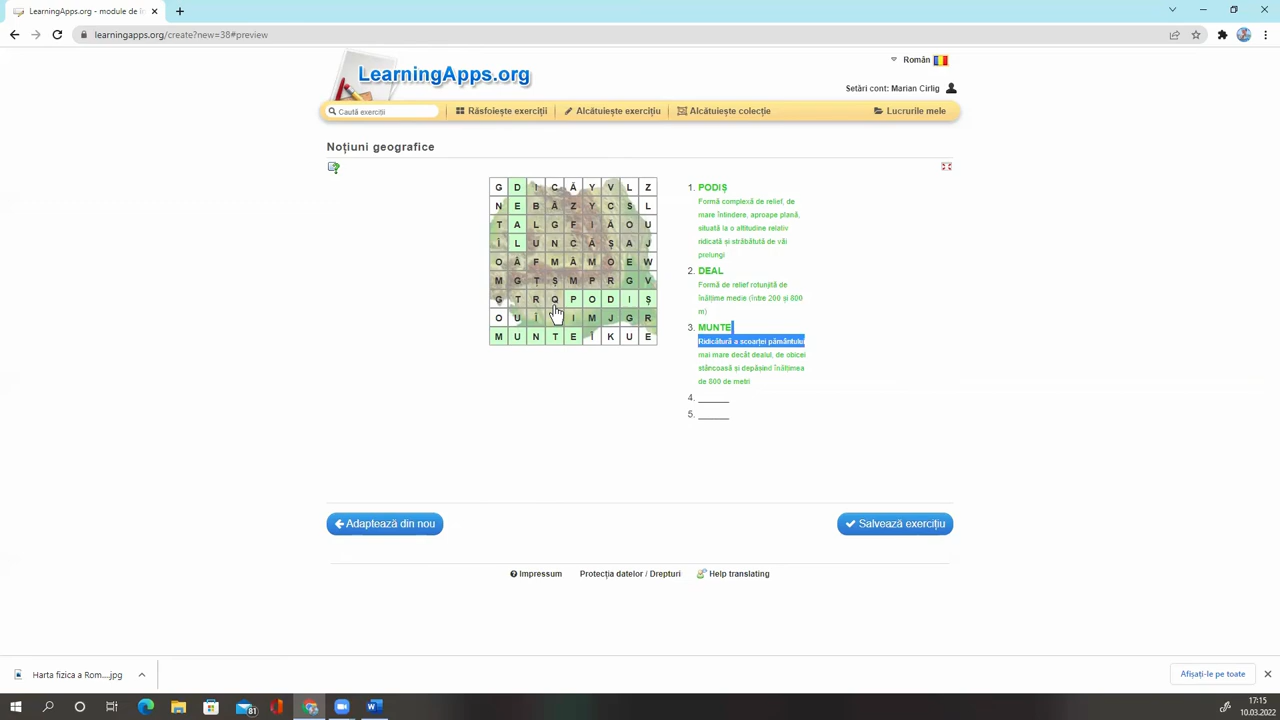 LearningApps.org - module de în
learningapps.org/create?new=38#preview
LearningApps.org
Român
Setări cont: Marian Cirlig
Caută exerciții
Răsfoiește exerciții
Alcătuiește exercițiu
Alcătuiește colecție
Lucrurile mele
Noțiuni geografice
G D I C Ă Y V L Z
N E B Â Z Y C S L
T A L G F I Ă O U
Î L U N C Ă Ș A J
O Â F M Â M O E W
M G T Ș M P R G V
G T R Q P O D I Ș
O U Î I M J G R
M U N T E Î K U E
1. PODIȘ
Formă complexă de relief, de
mare întindere, aproape plană,
situată la o altitudine relativ
ridicată și străbătută de văi
prelungi
2. DEAL
Formă de relief rotunjită de
înălțime medie (între 200 și 800
m)
3. MUNTE
Ridicătură a scoarței pământului
mai mare decât dealul, de obicei
stâncoasă și depășind înălțimea
de 800 de metri
4. ______
5. ______
Adaptează din nou
Salvează exercițiu
Impressum
Protecția datelor / Drepturi
Help translating
Harta fizica a Rom....jpg
Afișați-le pe toate
81
17:15
10.03.2022